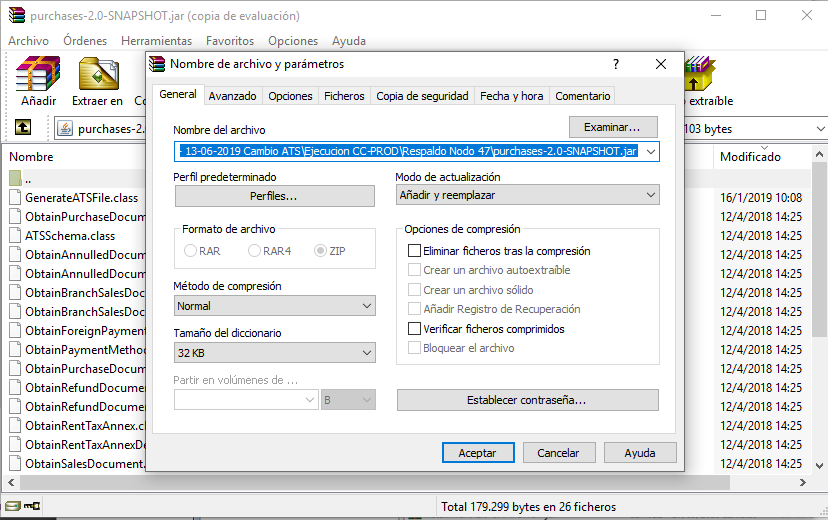 purchases-2.0-SNAPSHOT.jar (copia de evaluación)
Archivo Órdenes Herramientas Favoritos Opciones Ayuda
Añadir Extraer en Co o extraíble
purchases-2. 103 bytes
Nombre Modificado
..
GenerateATSFile.class 16/1/2019 10:08
ObtainPurchaseDocum 12/4/2018 14:25
ATSSchema.class 12/4/2018 14:25
ObtainAnnulledDocum 12/4/2018 14:25
ObtainAnnulledDocum 12/4/2018 14:25
ObtainBranchSalesDoc 12/4/2018 14:25
ObtainBranchSalesDocu 12/4/2018 14:25
ObtainForeignPayment 12/4/2018 14:25
ObtainPaymentMethod 12/4/2018 14:25
ObtainPurchaseDocum 12/4/2018 14:25
ObtainRefundDocumen 12/4/2018 14:25
ObtainRefundDocumen 12/4/2018 14:25
ObtainRentTaxAnnex.cl 12/4/2018 14:25
ObtainRentTaxAnnexDe 12/4/2018 14:25
ObtainSalesDocument. 12/4/2018 14:25
Total 179.299 bytes en 26 ficheros
Nombre de archivo y parámetros
?
General Avanzado Opciones Ficheros Copia de seguridad Fecha y hora Comentario
Nombre del archivo
Examinar...
- 13-06-2019 Cambio ATS\Ejecucion CC-PROD\Respaldo Nodo 47\purchases-2.0-SNAPSHOT.jar
Perfil predeterminado
Perfiles...
Modo de actualización
Añadir y reemplazar
Formato de archivo
RAR RAR4 ZIP
Método de compresión
Normal
Tamaño del diccionario
32 KB
Partir en volúmenes de ...
B
Opciones de compresión
Eliminar ficheros tras la compresión
Crear un archivo autoextraíble
Crear un archivo sólido
Añadir Registro de Recuperación
Verificar ficheros comprimidos
Bloquear el archivo
Establecer contraseña...
Aceptar Cancelar Ayuda